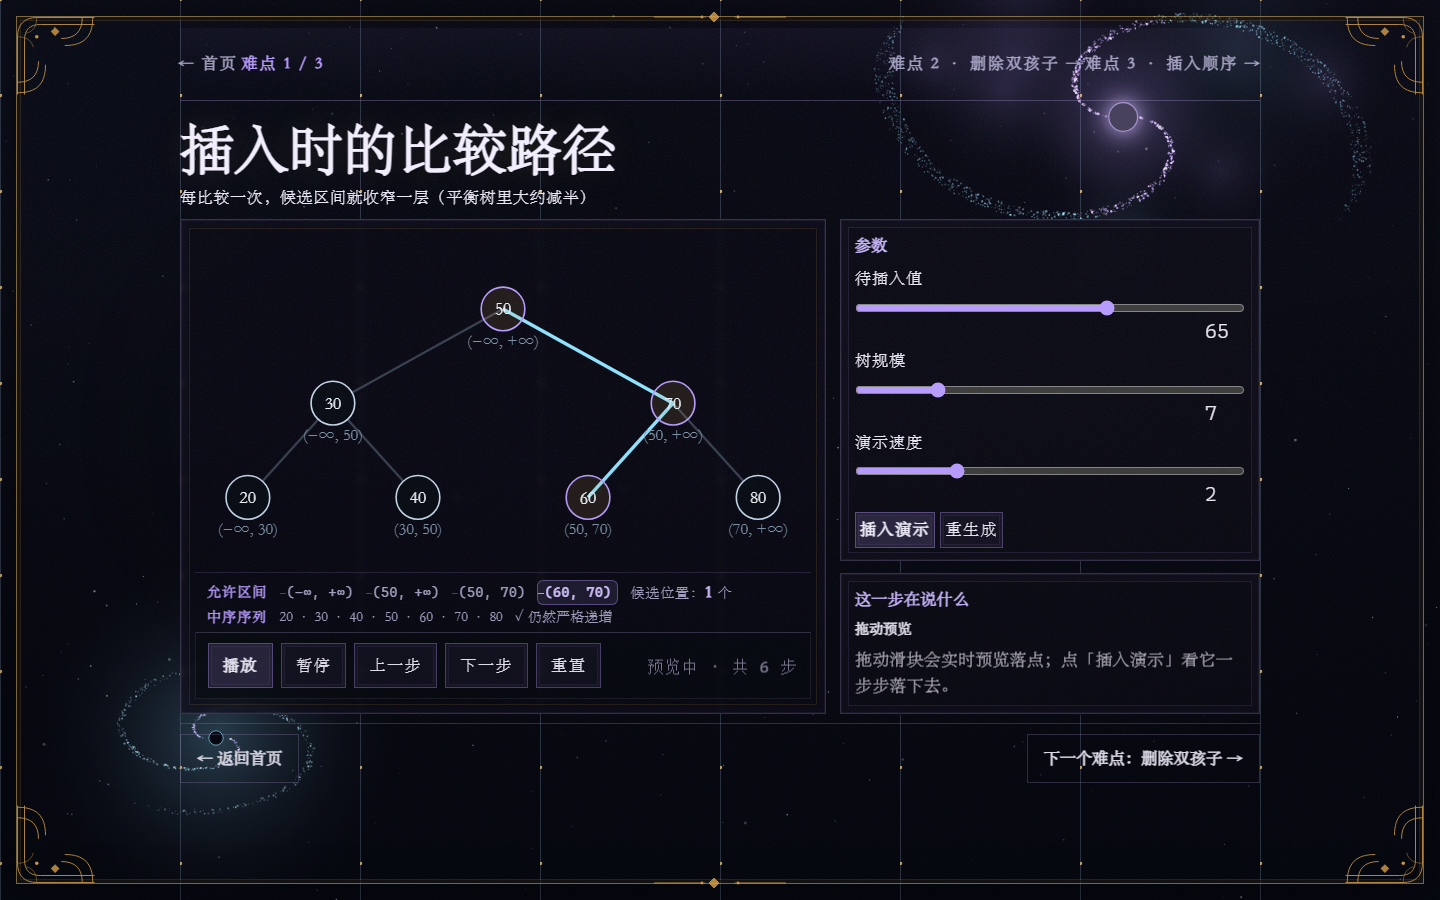 ← 首页 难点 1 / 3
难点 2 · 删除双孩子 → 难点 3 · 插入顺序 →
插入时的比较路径
每比较一次，候选区间就收窄一层（平衡树里大约减半）
50
(−∞, +∞)
30
70
(−∞, 50)
(50, +∞)
20
40
60
80
(−∞, 30)
(30, 50)
(50, 70)
(70, +∞)
允许区间 (−∞, +∞) (50, +∞) (50, 70) (60, 70) 候选位置：1 个
中序序列 20 · 30 · 40 · 50 · 60 · 70 · 80 ✓ 仍然严格递增
播放 暂停 上一步 下一步 重置 预览中 · 共 6 步
参数
待插入值
65
树规模
7
演示速度
2
插入演示 重生成
这一步在说什么
拖动预览
拖动滑块会实时预览落点；点「插入演示」看它一
步步落下去。
← 返回首页
下一个难点：删除双孩子 →